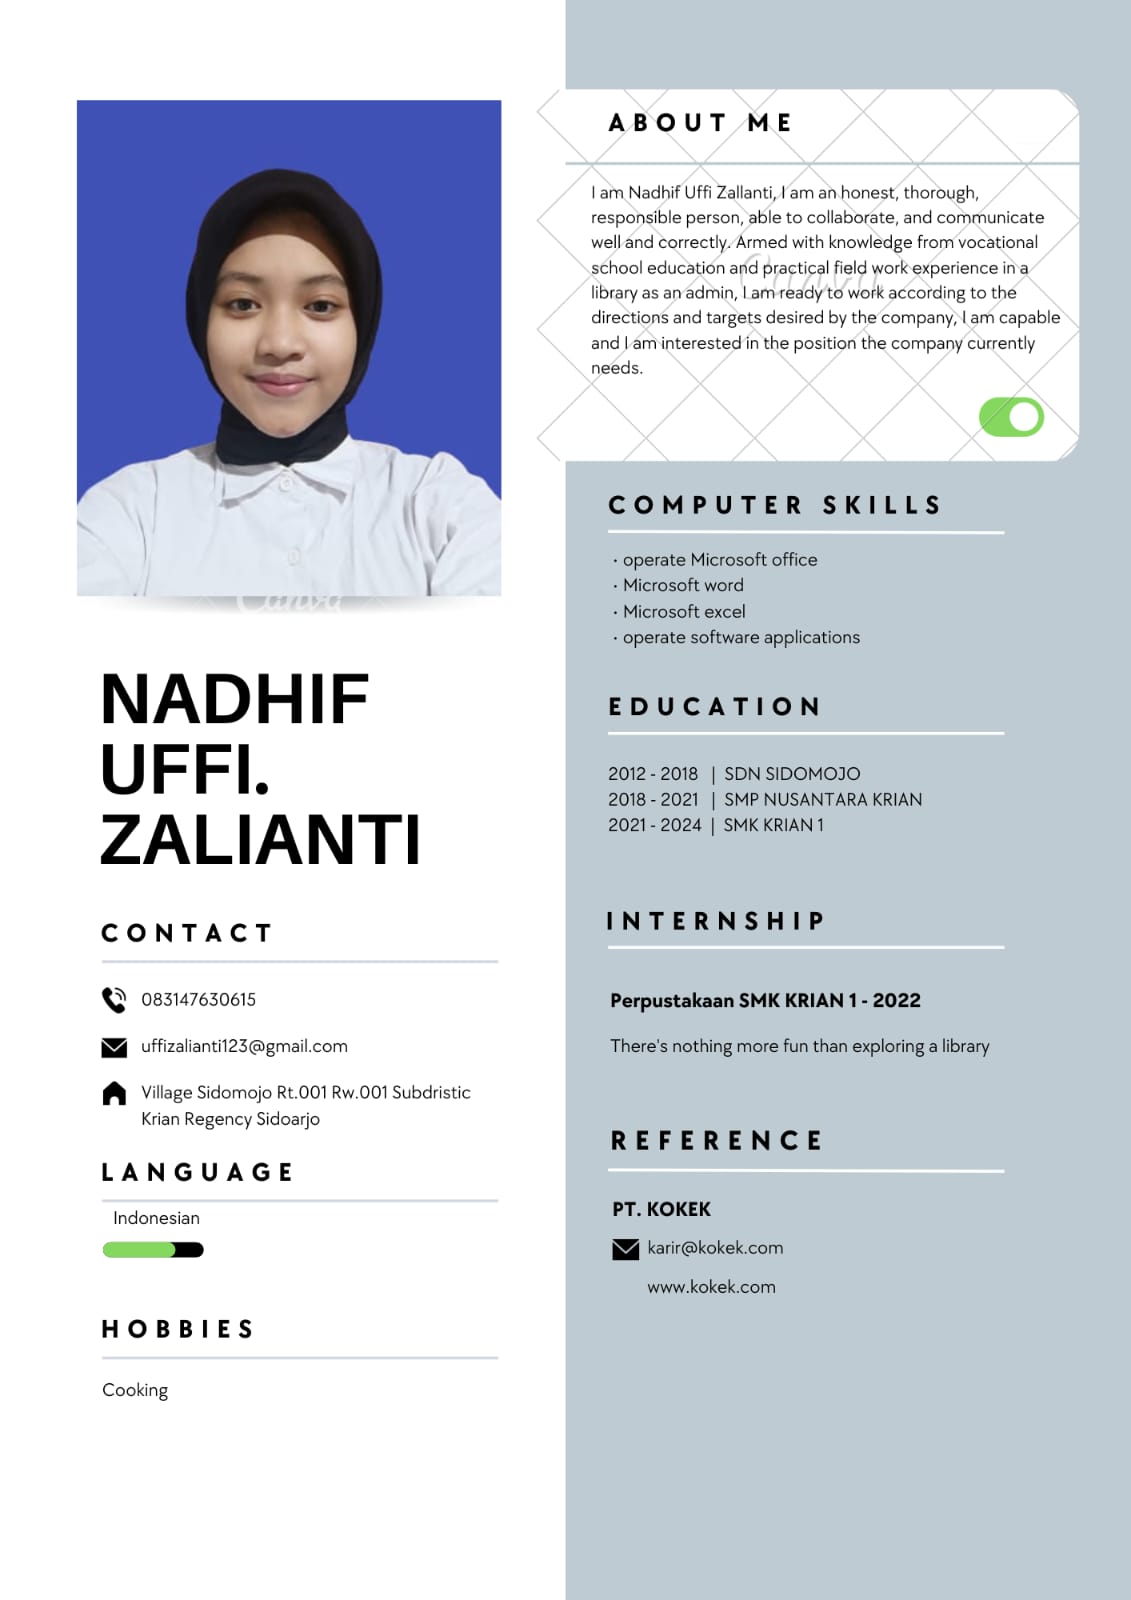 NADHIF
UFFI.
ZALIANTI
CONTACT
083147630615
uffizalianti123@gmail.com
Village Sidomojo Rt.001 Rw.001 Subdristic
Krian Regency Sidoarjo
LANGUAGE
Indonesian
HOBBIES
Cooking
ABOUT ME
I am Nadhif Uffi Zallanti, I am an honest, thorough,
responsible person, able to collaborate, and communicate
well and correctly. Armed with knowledge from vocational
school education and practical field work experience in a
library as an admin, I am ready to work according to the
directions and targets desired by the company, I am capable
and I am interested in the position the company currently
needs.
COMPUTER SKILLS
· operate Microsoft office
· Microsoft word
· Microsoft excel
· operate software applications
EDUCATION
2012 - 2018 | SDN SIDOMOJO
2018 - 2021 | SMP NUSANTARA KRIAN
2021 - 2024 | SMK KRIAN 1
INTERNSHIP
Perpustakaan SMK KRIAN 1 - 2022
There's nothing more fun than exploring a library
REFERENCE
PT. KOKEK
karir@kokek.com
www.kokek.com
Canva
Canva